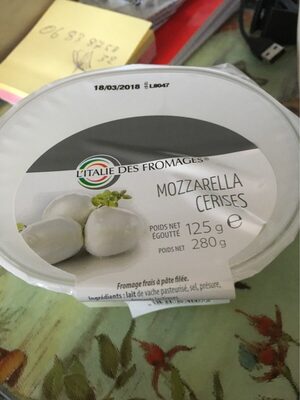 18/03/2018 LB047
L'ITALIE DES FROMAGES®
MOZZARELLA
CERISES
POIDS NET
ÉGOUTTÉ 125 g e
POIDS NET 280 g
Fromage frais à pâte filée.
Ingrédients : lait de vache pasteurisé, sel, présure,